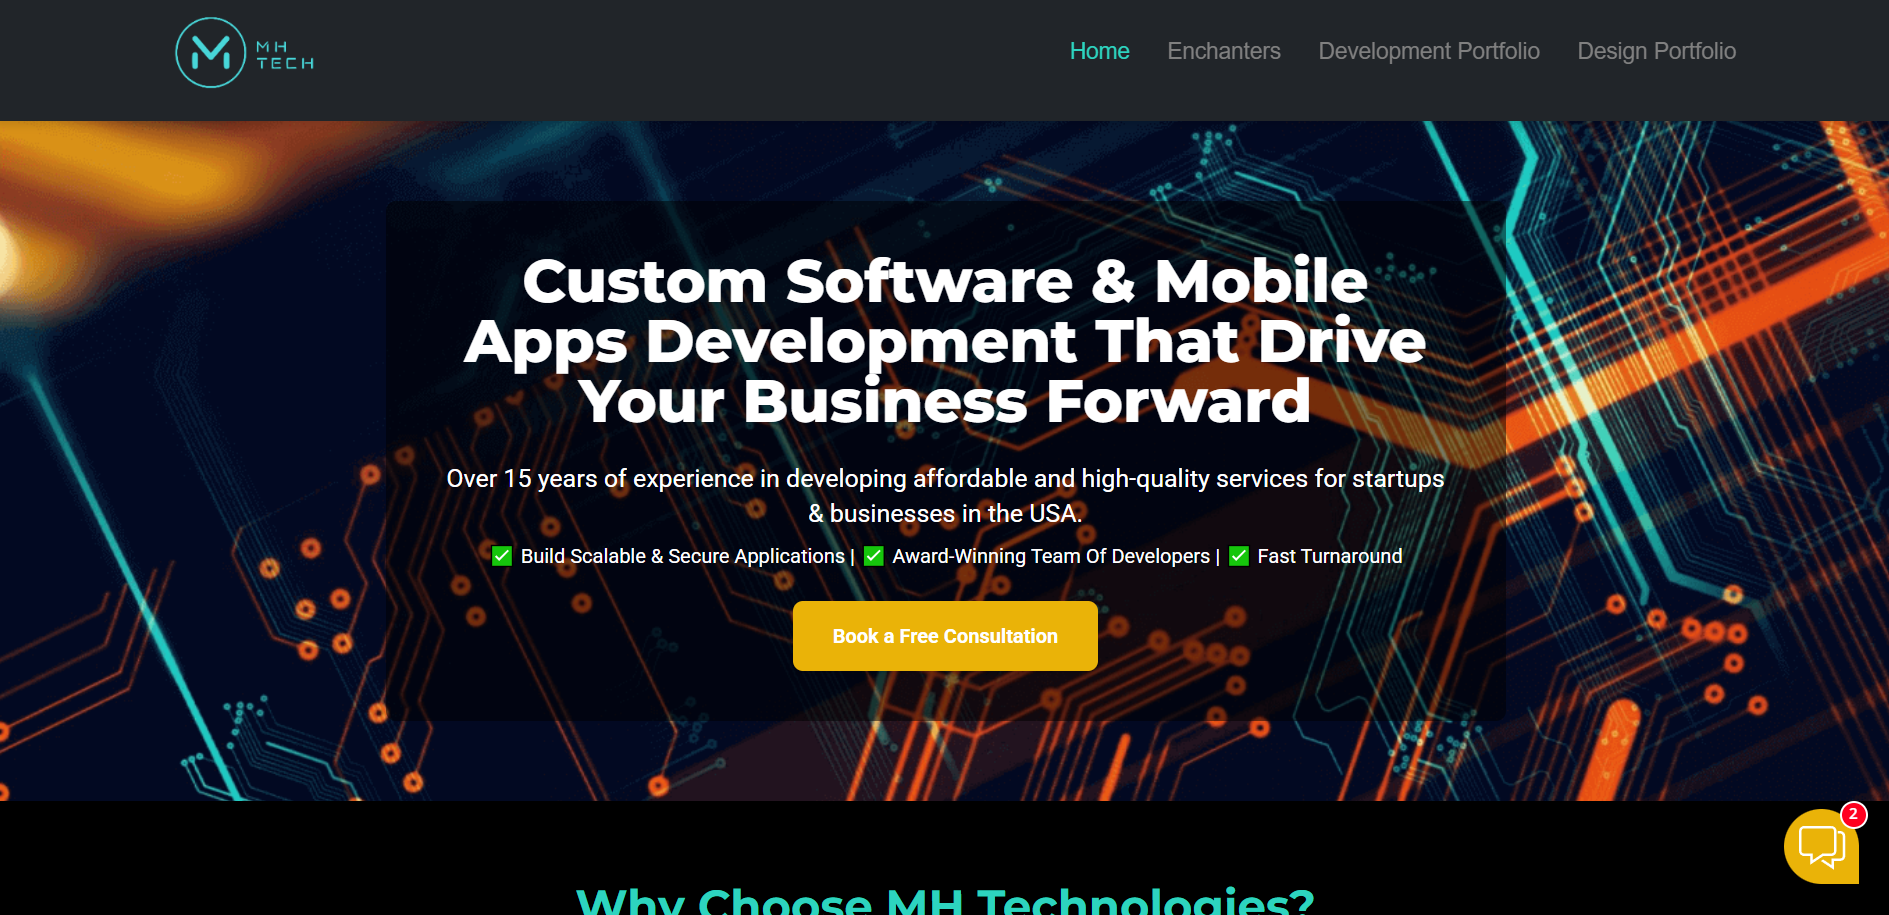 MH
TECH
Home Enchanters Development Portfolio Design Portfolio
Custom Software & Mobile
Apps Development That Drive
Your Business Forward
Over 15 years of experience in developing affordable and high-quality services for startups
& businesses in the USA.
✅ Build Scalable & Secure Applications | ✅ Award-Winning Team Of Developers | ✅ Fast Turnaround
Book a Free Consultation
2
Why Choose MH Technologies?